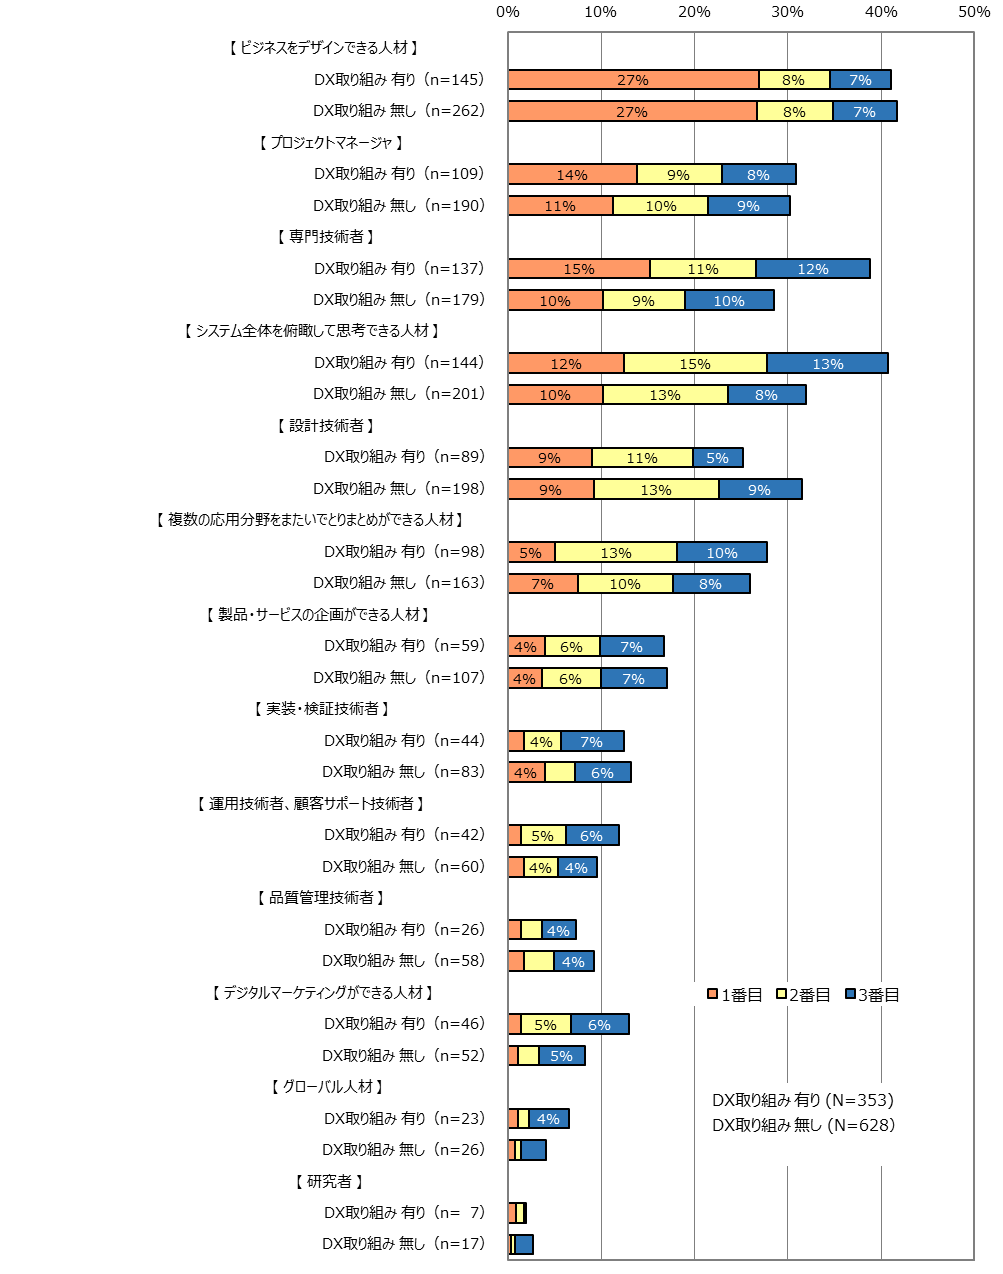 0% 10% 20% 30% 40% 50%
【 ビジネスをデザインできる人材 】
DX取り組み 有り（n=145） 27% 8% 7%
DX取り組み 無し（n=262） 27% 8% 7%
【 プロジェクトマネージャ 】
DX取り組み 有り（n=109） 14% 9% 8%
DX取り組み 無し（n=190） 11% 10% 9%
【 専門技術者 】
DX取り組み 有り（n=137） 15% 11% 12%
DX取り組み 無し（n=179） 10% 9% 10%
【 システム全体を俯瞰して思考できる人材 】
DX取り組み 有り（n=144） 12% 15% 13%
DX取り組み 無し（n=201） 10% 13% 8%
【 設計技術者 】
DX取り組み 有り（n=89） 9% 11% 5%
DX取り組み 無し（n=198） 9% 13% 9%
【 複数の応用分野をまたいでとりまとめができる人材 】
DX取り組み 有り（n=98） 5% 13% 10%
DX取り組み 無し（n=163） 7% 10% 8%
【 製品・サービスの企画ができる人材 】
DX取り組み 有り（n=59） 4% 6% 7%
DX取り組み 無し（n=107） 4% 6% 7%
【 実装・検証技術者 】
DX取り組み 有り（n=44） 4% 7%
DX取り組み 無し（n=83） 4% 6%
【 運用技術者、顧客サポート技術者 】
DX取り組み 有り（n=42） 5% 6%
DX取り組み 無し（n=60） 4% 4%
【 品質管理技術者 】
DX取り組み 有り（n=26） 4%
DX取り組み 無し（n=58） 4%
【 デジタルマーケティングができる人材 】
1番目 2番目 3番目
DX取り組み 有り（n=46） 5% 6%
DX取り組み 無し（n=52） 5%
【 グローバル人材 】
DX取り組み 有り (N=353)
DX取り組み 有り（n=23） 4%
DX取り組み 無し (N=628）
DX取り組み 無し（n=26）
【 研究者 】
DX取り組み 有り（n= 7）
DX取り組み 無し（n=17）